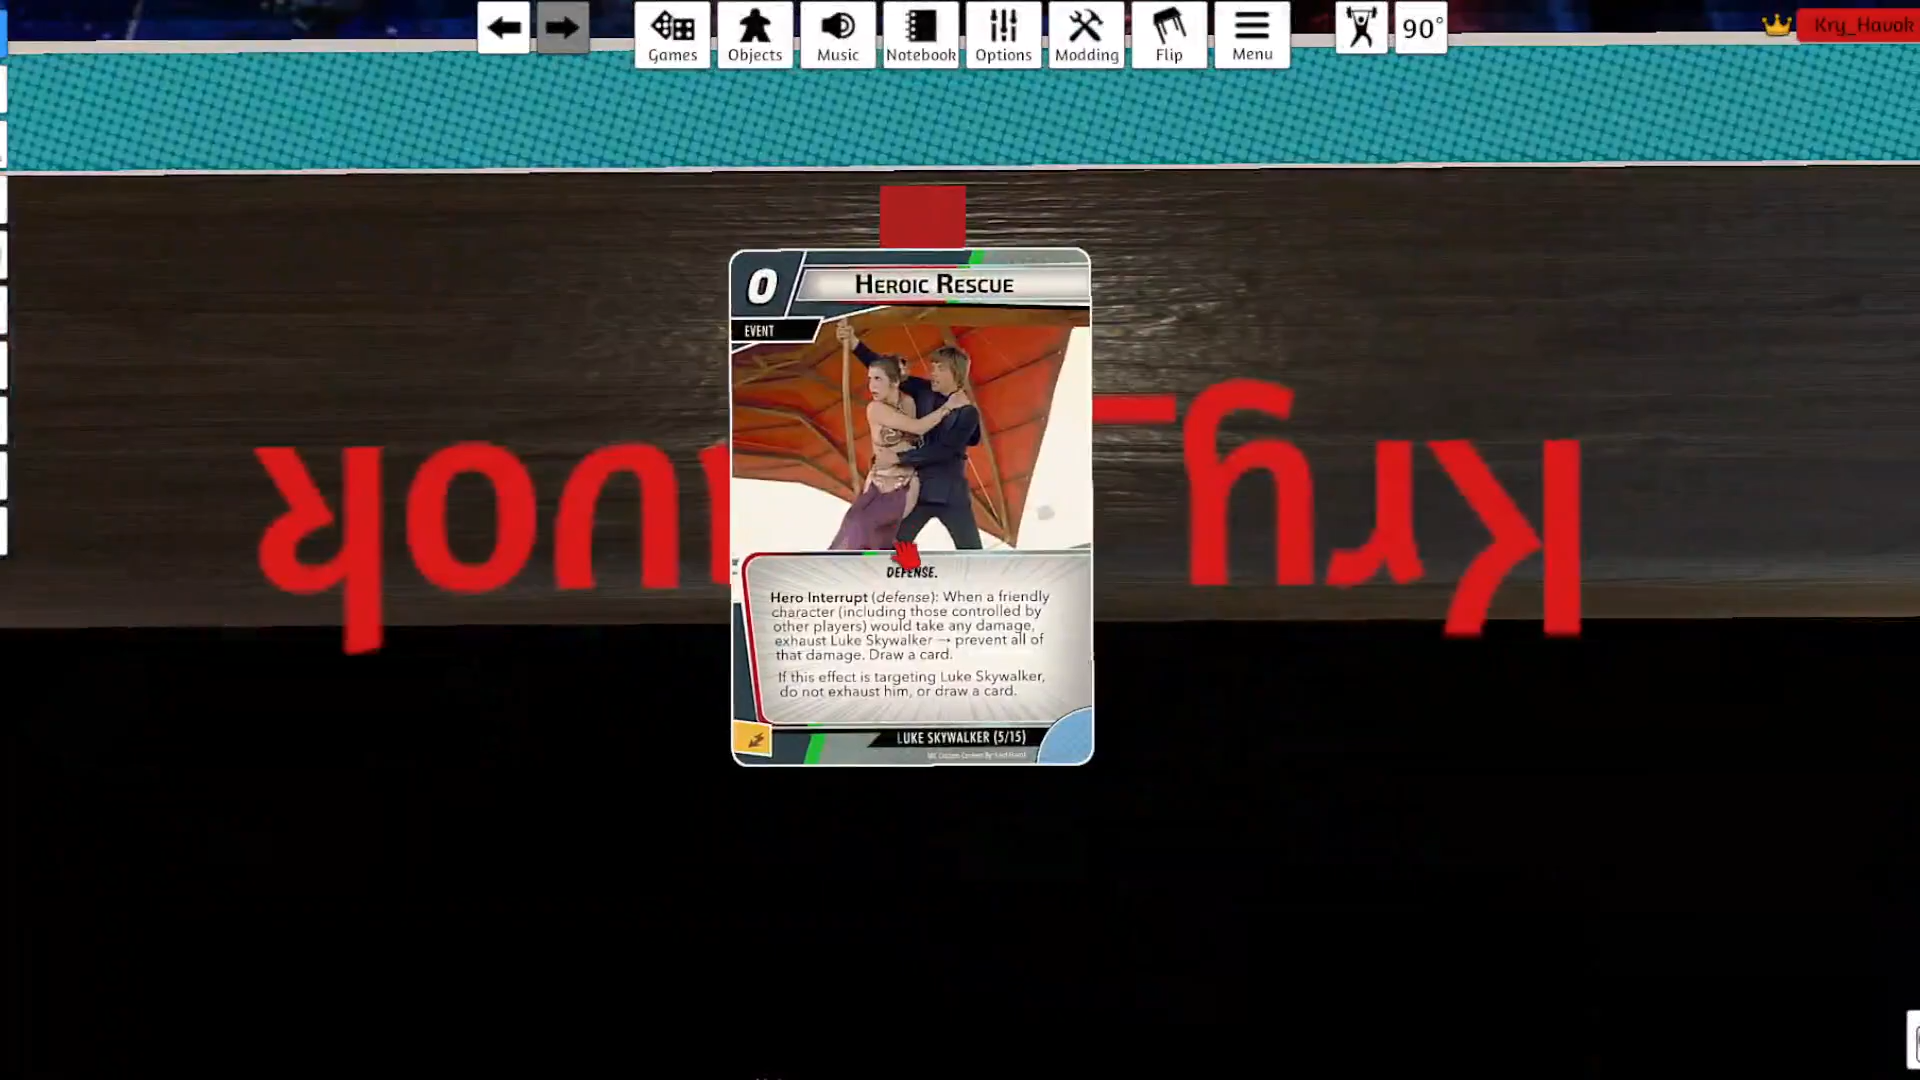 Games
Objects
Music
Notebook
Options
Modding
Flip
Menu
90°
Kry_Havok
0
HEROIC RESCUE
EVENT
Kry_
vok
DEFENSE.
Hero Interrupt (defense): When a friendly
character (including those controlled by
other players) would take any damage,
exhaust Luke Skywalker → prevent all of
that damage. Draw a card.
If this effect is targeting Luke Skywalker,
do not exhaust him, or draw a card.
LUKE SKYWALKER (5/15)